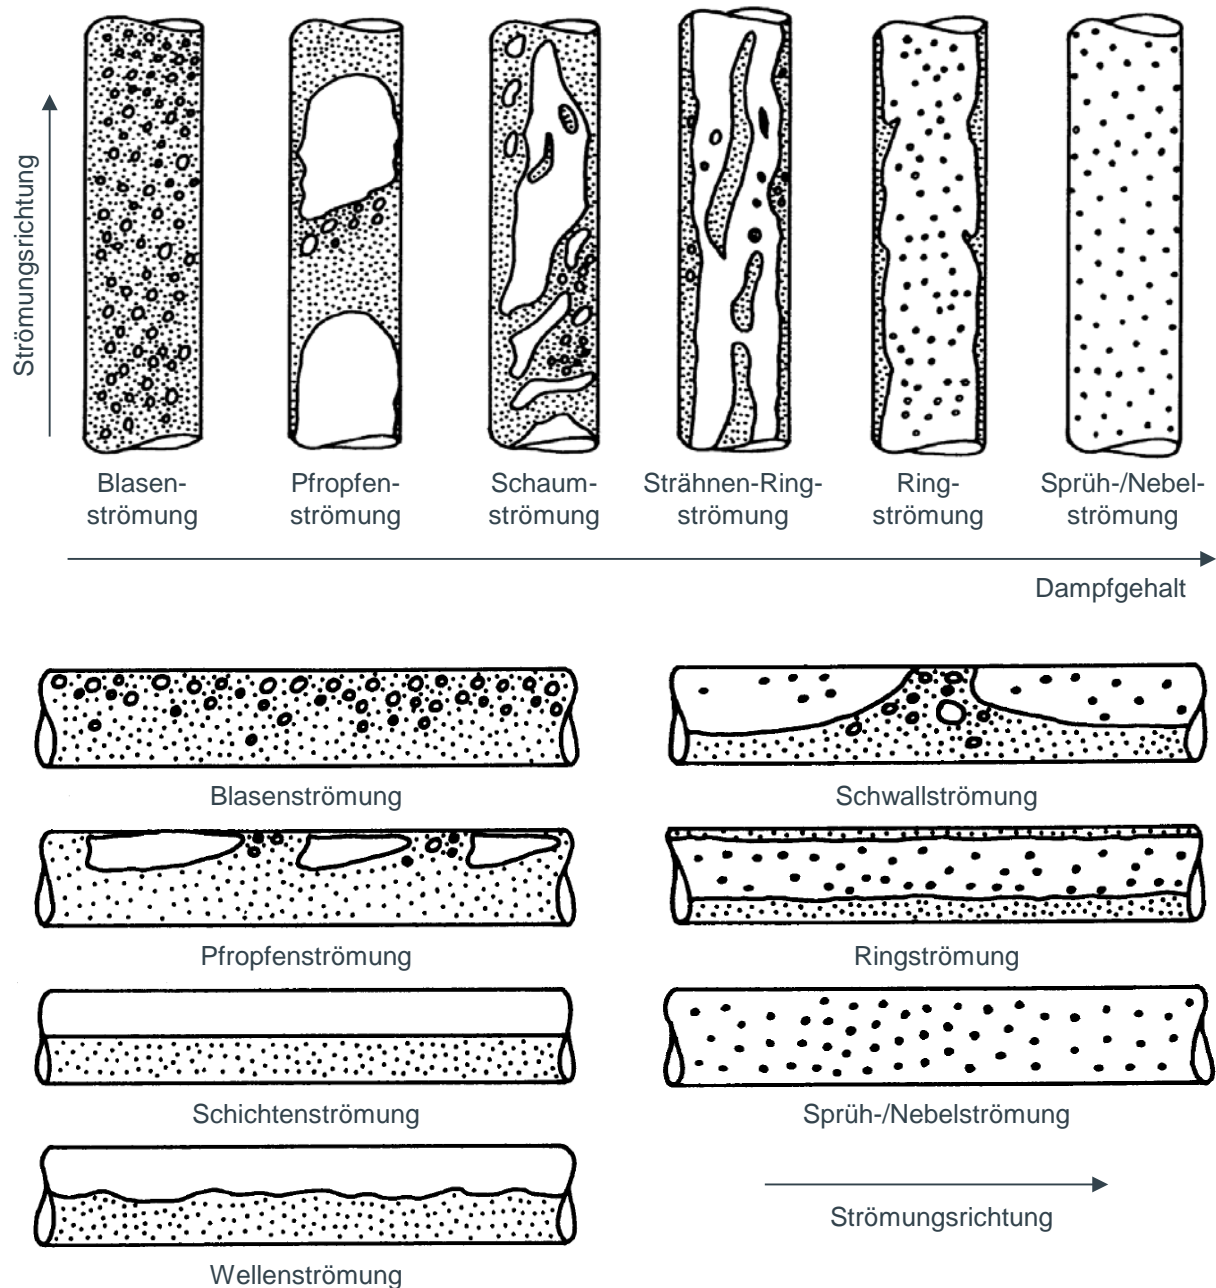 Strömungsrichtung
Blasen-
strömung
Pfropfen-
strömung
Schaum-
strömung
Strähnen-Ring-
strömung
Ring-
strömung
Sprüh-/Nebel-
strömung
Dampfgehalt
Blasenströmung
Schwallströmung
Pfropfenströmung
Ringströmung
Schichtenströmung
Sprüh-/Nebelströmung
Strömungsrichtung
Wellenströmung